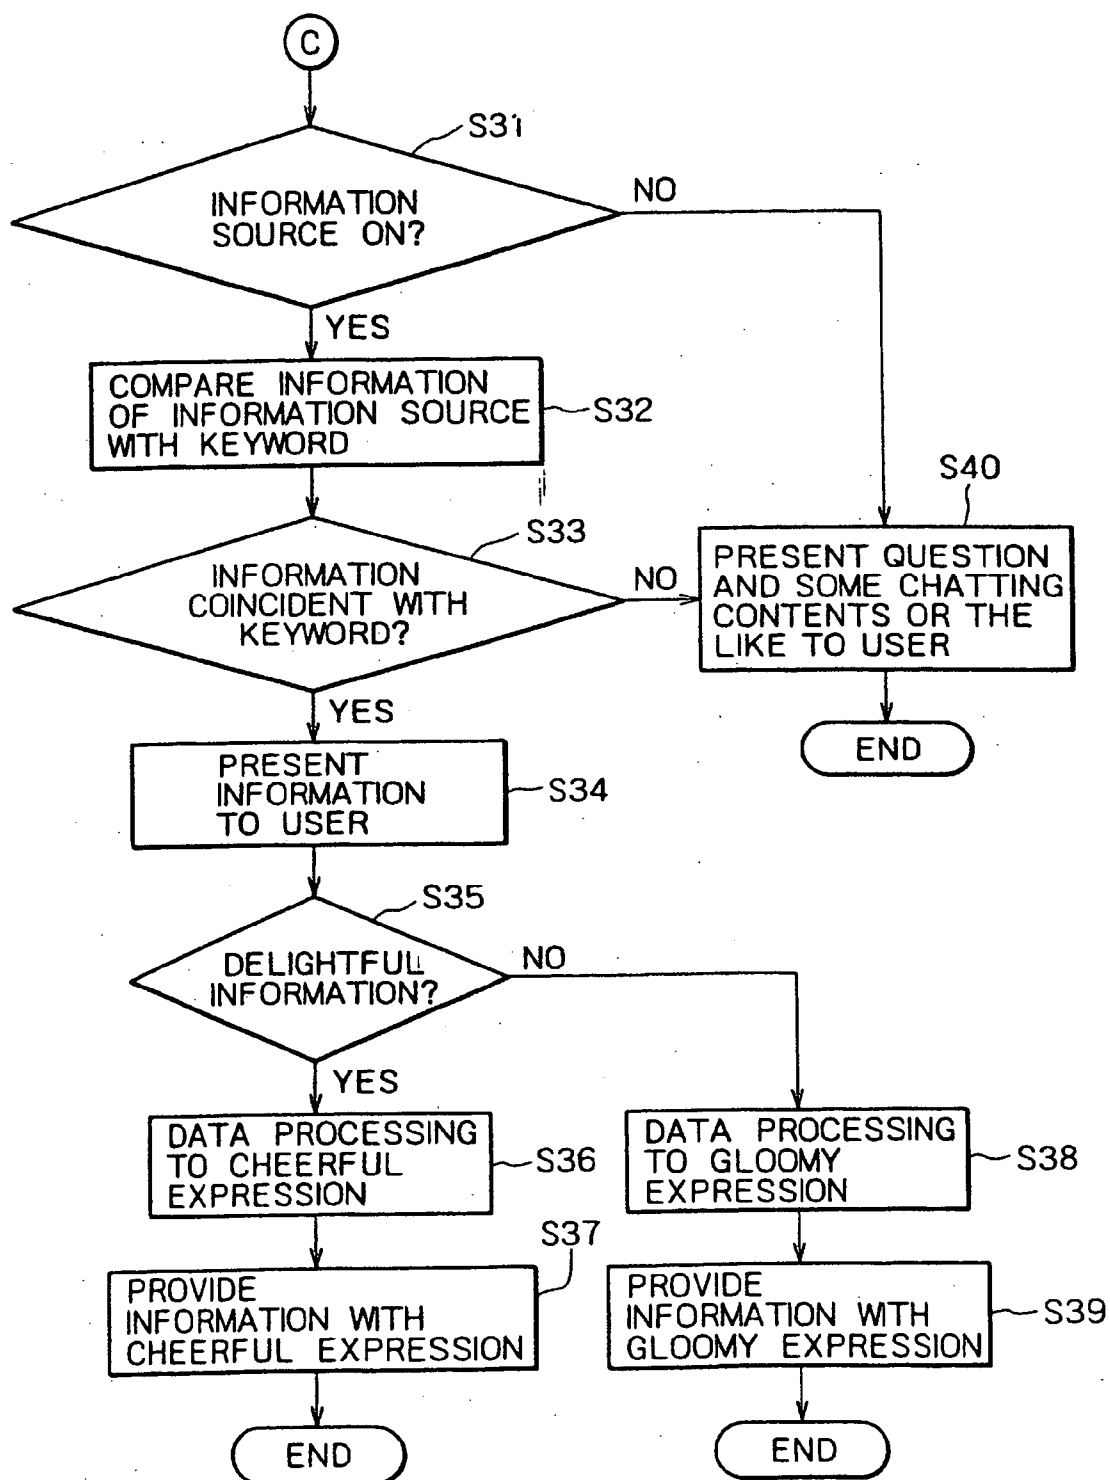 C
S31
INFORMATION
SOURCE ON?
NO
YES
COMPARE INFORMATION
OF INFORMATION SOURCE
WITH KEYWORD
S32
S40
S33
INFORMATION
COINCIDENT WITH
KEYWORD?
NO
PRESENT QUESTION
AND SOME CHATTING
CONTENTS OR THE
LIKE TO USER
YES
END
PRESENT
INFORMATION
TO USER
S34
S35
DELIGHTFUL
INFORMATION?
NO
YES
DATA PROCESSING
TO CHEERFUL
EXPRESSION
S36
DATA PROCESSING
TO GLOOMY
EXPRESSION
S38
S37
PROVIDE
INFORMATION WITH
CHEERFUL EXPRESSION
PROVIDE
INFORMATION WITH
GLOOMY EXPRESSION
S39
END
END